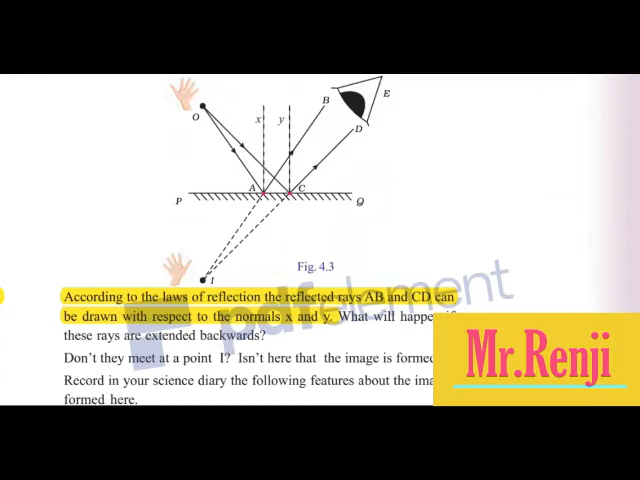 B
E
O
x
y
D
A
C
P
Q
I
Fig. 4.3
pdfelement
According to the laws of reflection the reflected rays AB and CD can
be drawn with respect to the normals x and y. What will happen if
these rays are extended backwards?
Don't they meet at a point I? Isn't here that the image is formed
Record in your science diary the following features about the
formed here.
Mr.Renji